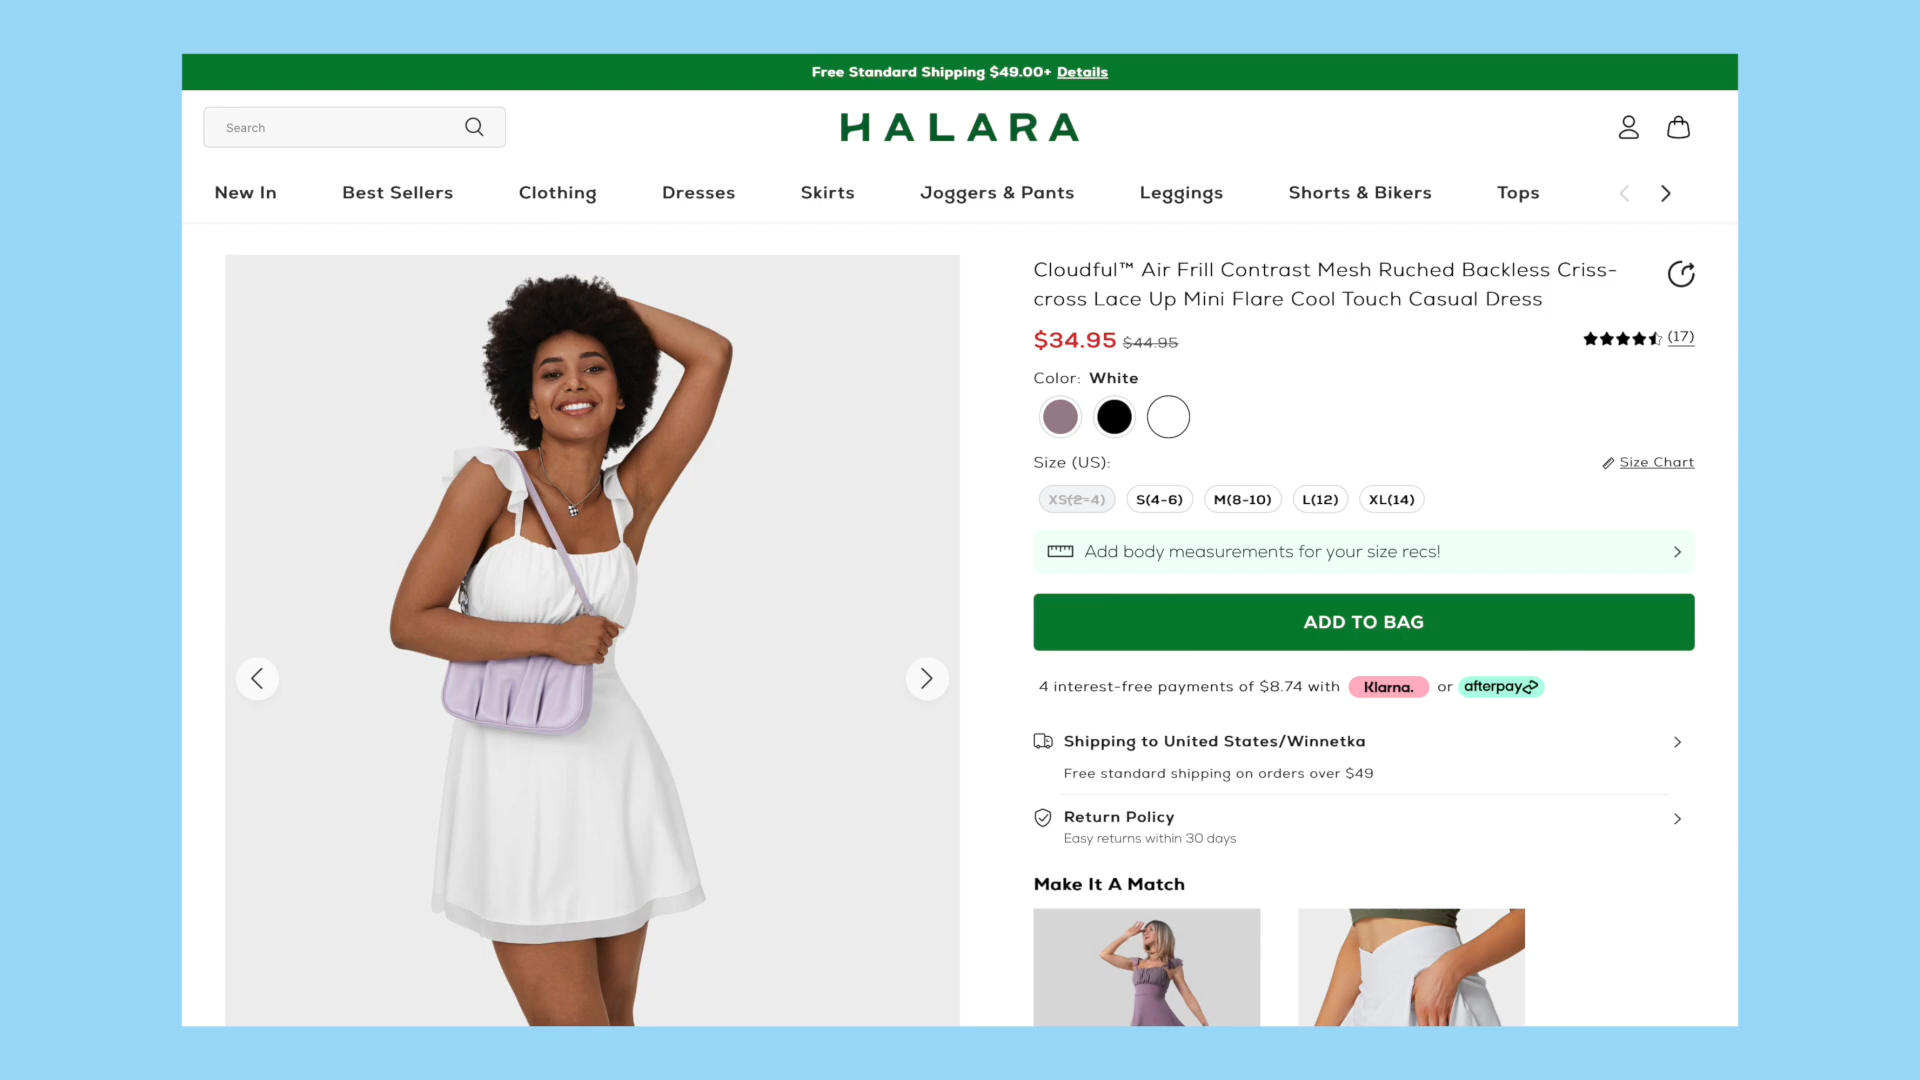 Free Standard Shipping $49.00+ Details
Search
HALARA
New In Best Sellers Clothing Dresses Skirts Joggers & Pants Leggings Shorts & Bikers Tops
Cloudful™ Air Frill Contrast Mesh Ruched Backless Criss-
cross Lace Up Mini Flare Cool Touch Casual Dress
$34.95 $44.95 (17)
Color: White
Size (US): Size Chart
XS(2-4) S(4-6) M(8-10) L(12) XL(14)
Add body measurements for your size recs!
ADD TO BAG
4 interest-free payments of $8.74 with Klarna. or afterpay
Shipping to United States/Winnetka
Free standard shipping on orders over $49
Return Policy
Easy returns within 30 days
Make It A Match